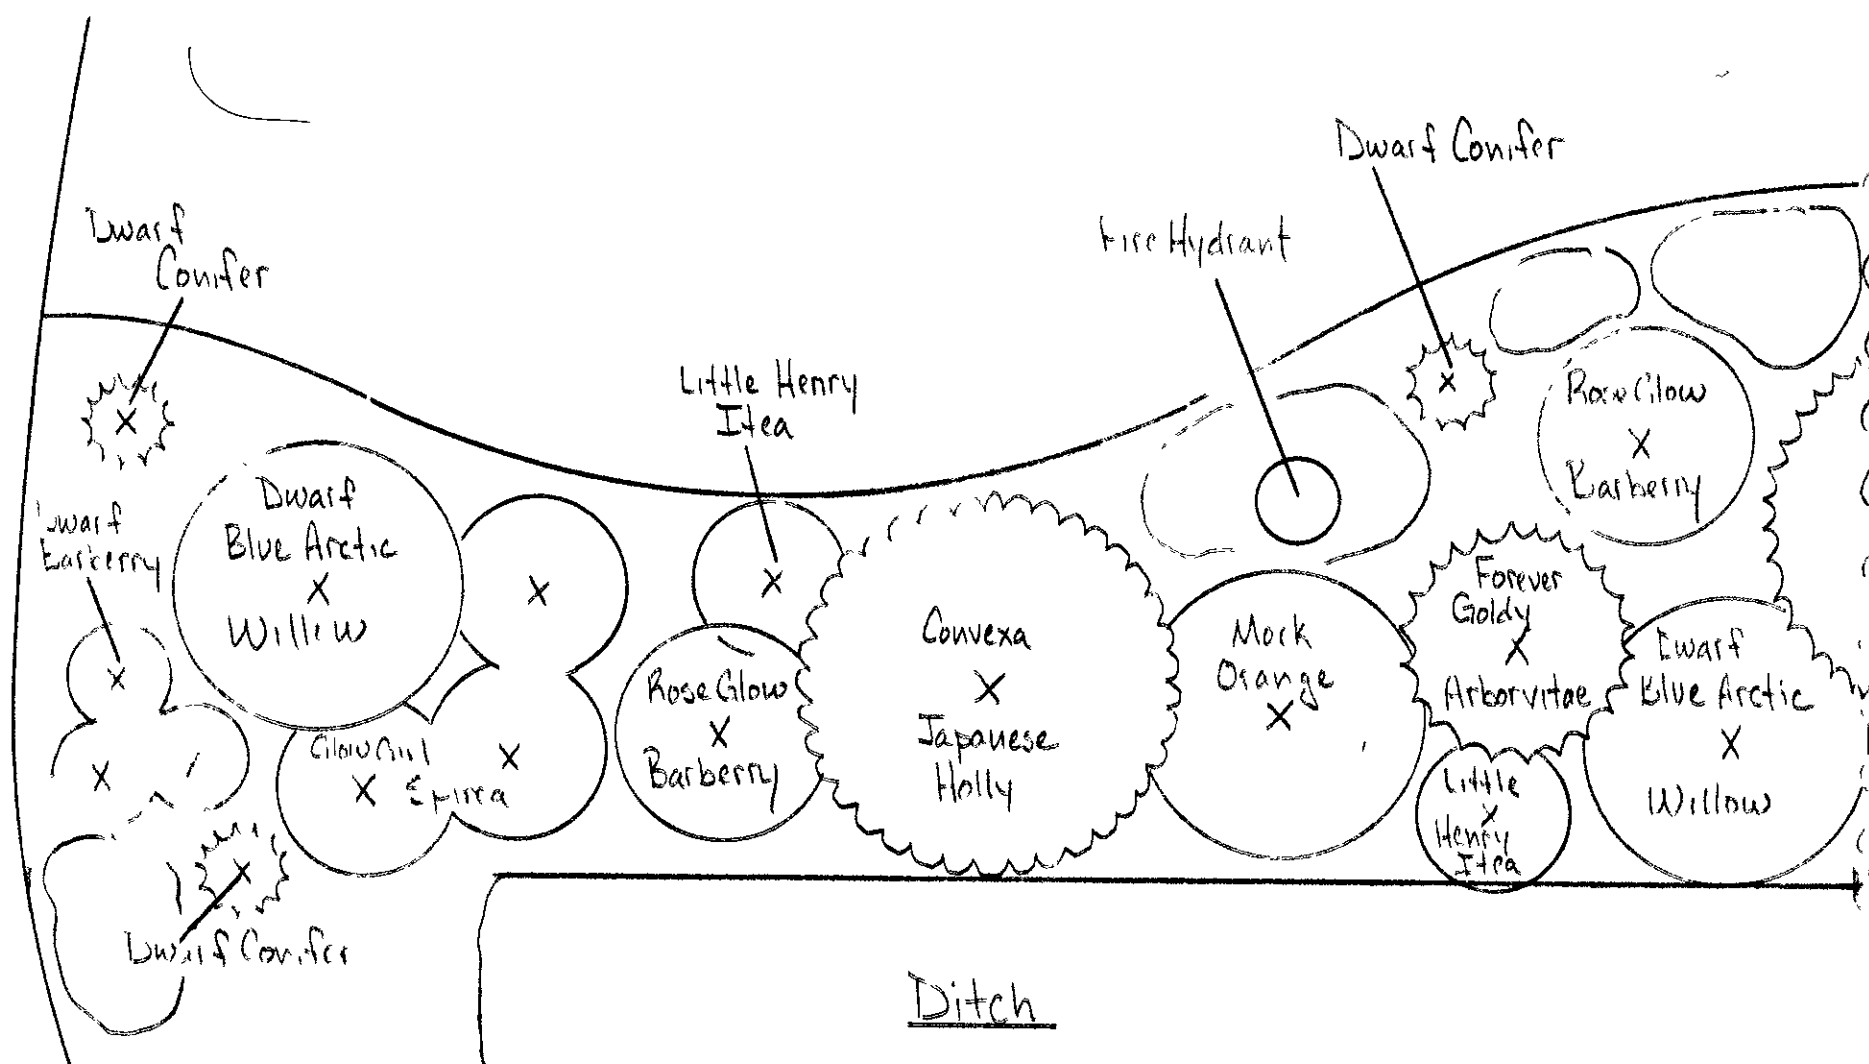 Dwarf Conifer
Fire Hydrant
Dwarf
Conifer
Little Henry
Itea
Rose Glow
Barberry
Dwarf
Blue Arctic
Willow
Dwarf
Barberry
Forever
Goldy
Arborvitae
Convexa
Japanese
Holly
Mock
Orange
Dwarf
Blue Arctic
Willow
Rose Glow
Barberry
Glow Girl
Spirea
Little
Henry
Itea
Dwarf Conifer
Ditch